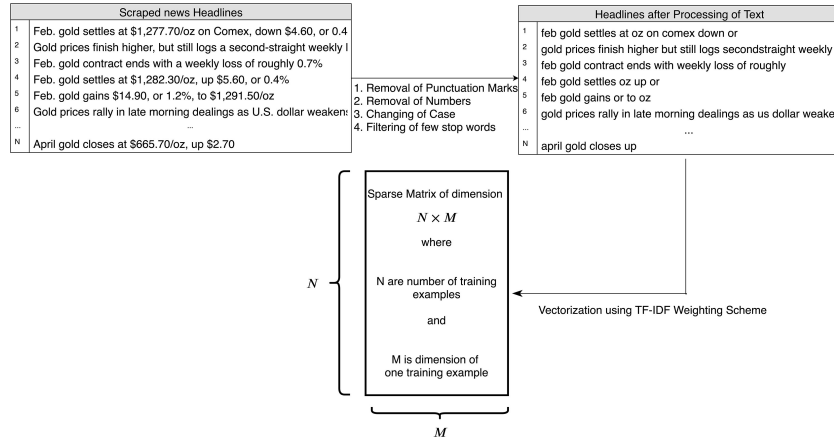 Scraped news Headlines
1 Feb. gold settles at $1,277.70/oz on Comex, down $4.60, or 0.4
2 Gold prices finish higher, but still logs a second-straight weekly l
3 Feb. gold contract ends with a weekly loss of roughly 0.7%
4 Feb. gold settles at $1,282.30/oz, up $5.60, or 0.4%
5 Feb. gold gains $14.90, or 1.2%, to $1,291.50/oz
6 Gold prices rally in late morning dealings as U.S. dollar weakens
... ...
N April gold closes at $665.70/oz, up $2.70
1. Removal of Punctuation Marks
2. Removal of Numbers
3. Changing of Case
4. Filtering of few stop words
Headlines after Processing of Text
1 feb gold settles at oz on comex down or
2 gold prices finish higher but still logs secondstraight weekly
3 feb gold contract ends with weekly loss of roughly
4 feb gold settles oz up or
5 feb gold gains or to oz
6 gold prices rally in late morning dealings as us dollar weake
... ...
N april gold closes up
Sparse Matrix of dimension
N × M
where
N are number of training
examples
and
M is dimension of
one training example
N
M
Vectorization using TF-IDF Weighting Scheme